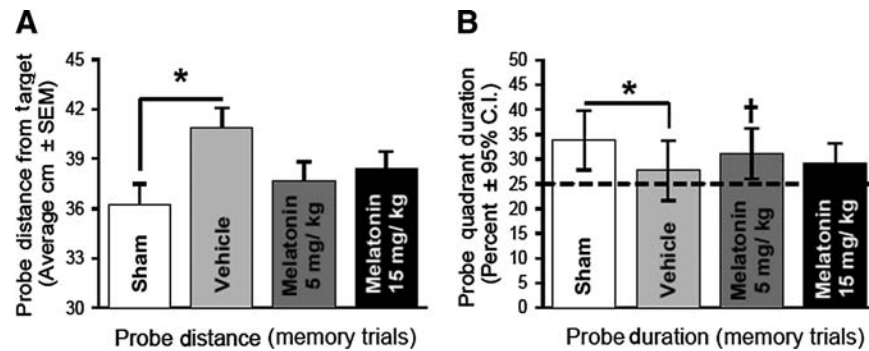 A
Probe distance from target
(Average cm ± SEM)
45
42
39
36
33
30
*
Sham
Vehicle
Melatonin
5 mg/ kg
Melatonin
15 mg/ kg
Probe distance (memory trials)
B
Probe quadrant duration
(Percent ± 95% C.I.)
50
45
40
35
30
25
20
15
10
5
0
*
†
Sham
Vehicle
Melatonin
5 mg/ kg
Melatonin
15 mg/ kg
Probe duration (memory trials)